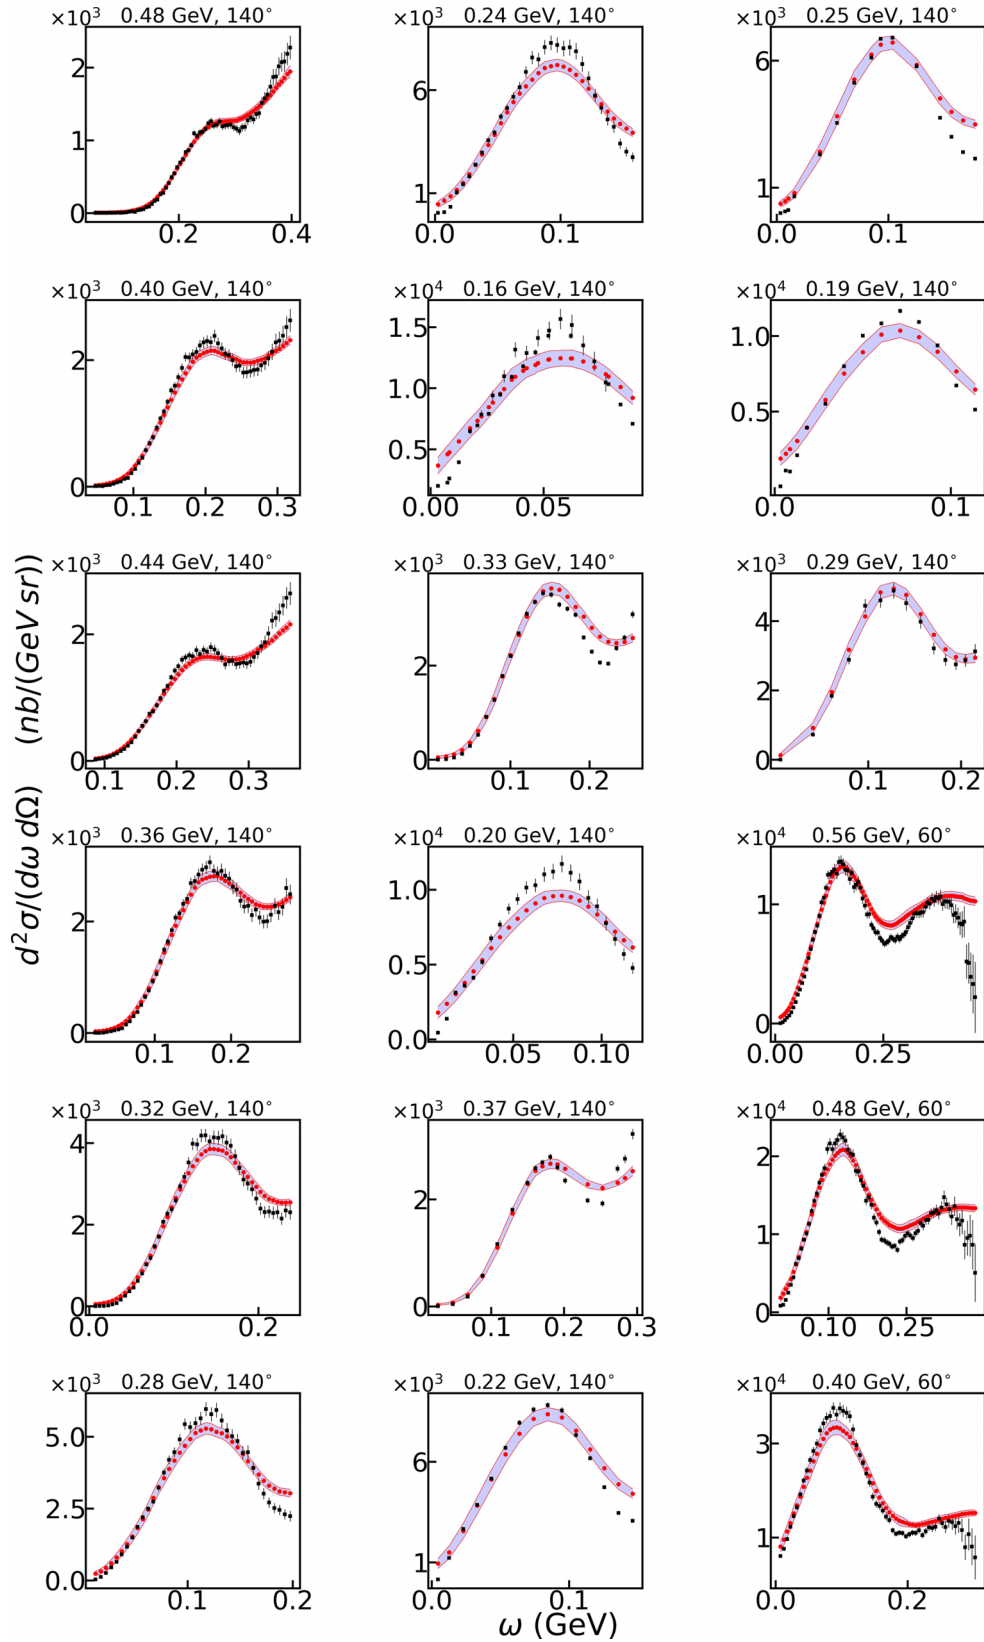 ×10³ 0.48 GeV, 140°
2
1
0
0.2 0.4
×10³ 0.24 GeV, 140°
6
1
0.0 0.1
×10³ 0.25 GeV, 140°
6
1
0.0 0.1
×10³ 0.40 GeV, 140°
2
0
0.1 0.2 0.3
×10⁴ 0.16 GeV, 140°
1.5
1.0
0.5
0.00 0.05
×10⁴ 0.19 GeV, 140°
1.0
0.5
0.0 0.1
×10³ 0.44 GeV, 140°
2
0
0.1 0.2 0.3
×10³ 0.33 GeV, 140°
2
0
0.1 0.2
×10³ 0.29 GeV, 140°
4
2
0
0.1 0.2
d²σ/(dω dΩ) (nb/(GeV sr))
×10³ 0.36 GeV, 140°
2
0
0.1 0.2
×10⁴ 0.20 GeV, 140°
1.0
0.5
0.0
0.05 0.10
×10⁴ 0.56 GeV, 60°
1
0
0.00 0.25
×10³ 0.32 GeV, 140°
4
2
0
0.0 0.2
×10³ 0.37 GeV, 140°
2
0
0.1 0.2 0.3
×10⁴ 0.48 GeV, 60°
2
1
0
0.10 0.25
×10³ 0.28 GeV, 140°
5.0
2.5
0.0
0.0 0.2
×10³ 0.22 GeV, 140°
6
1
0.0 0.1
×10⁴ 0.40 GeV, 60°
3
1
0.0 0.2
ω (GeV)